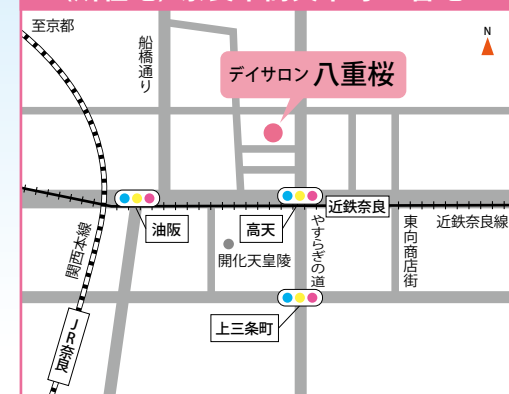 至京都
船橋通り
N
デイサロン 八重桜
油阪
高天
近鉄奈良
近鉄奈良線
関西本線
開化天皇陵
やすらぎの道
東向商店街
上三条町
JR奈良